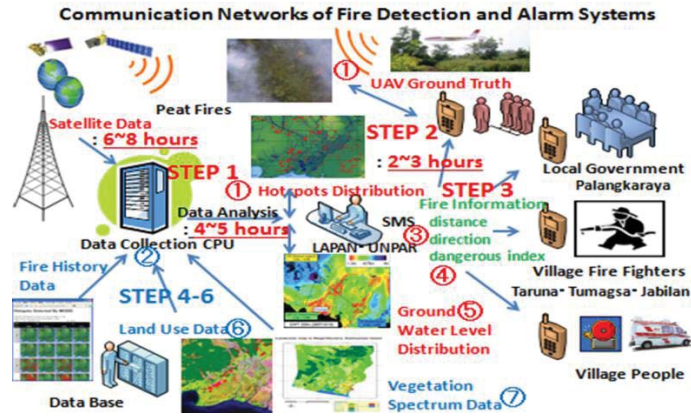 Communication Networks of Fire Detection and Alarm Systems
①
UAV Ground Truth
Peat Fires
Satellite Data
: 6~8 hours
STEP 1
STEP 2
: 2~3 hours
STEP 3
Local Government
Palangkaraya
① Hotspots Distribution
Data Analysis
: 4~5 hours
SMS
LAPAN- UNPAR
③
Fire Information
distance
direction
dangerous index
④
Data Collection CPU
②
Village Fire Fighters
Taruna- Tumagsa- Jabilan
Fire History
Data
STEP 4-6
Land Use Data ⑥
Ground ⑤
Water Level
Distribution
Data Base
Vegetation
Spectrum Data ⑦
Village People